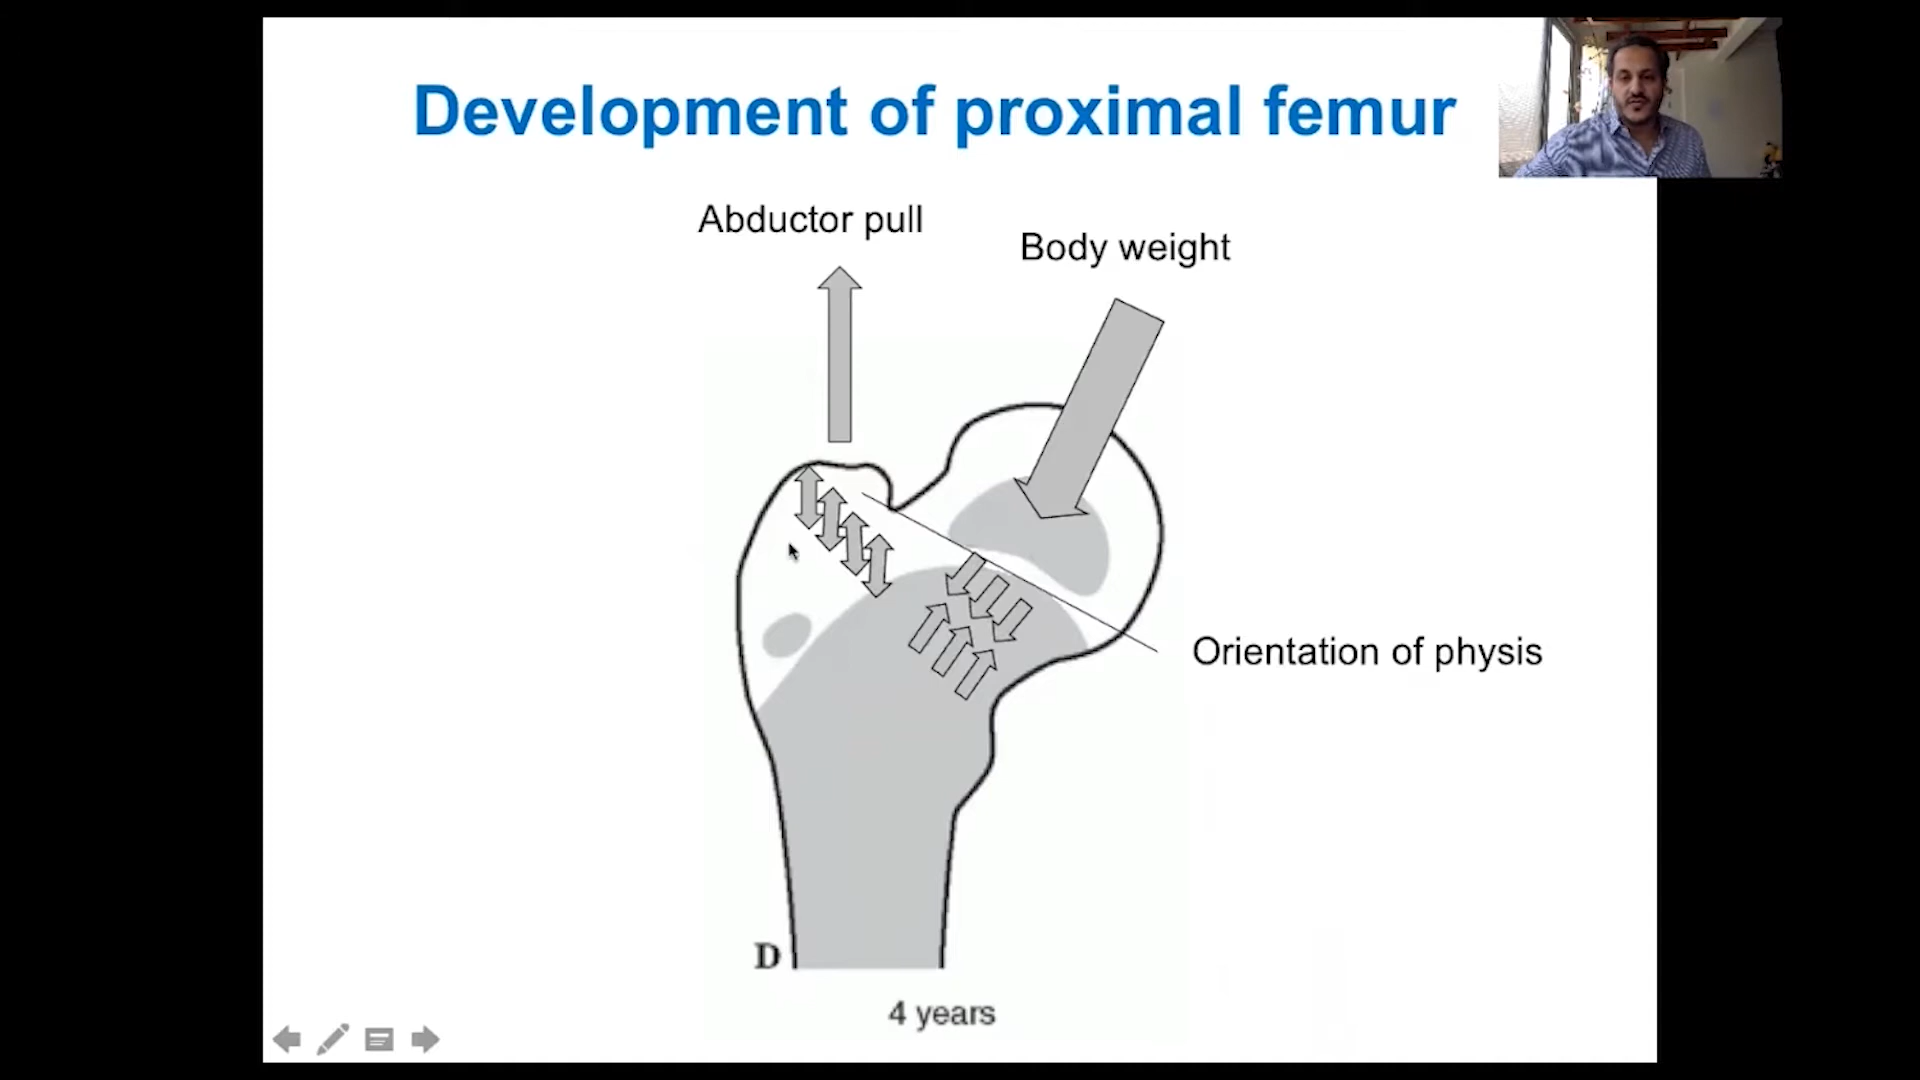 Development of proximal femur
Abductor pull
Body weight
Orientation of physis
D
4 years